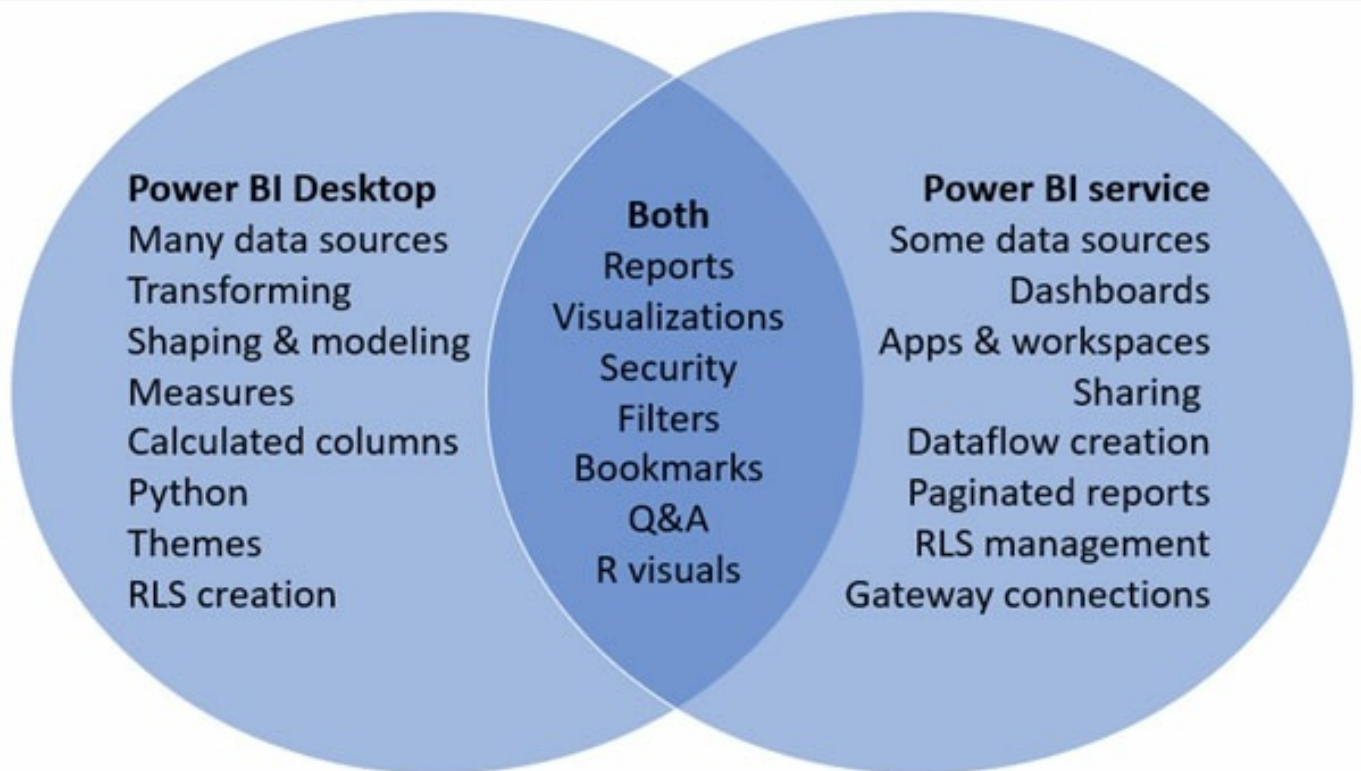 Power BI Desktop
Many data sources
Transforming
Shaping & modeling
Measures
Calculated columns
Python
Themes
RLS creation
Both
Reports
Visualizations
Security
Filters
Bookmarks
Q&A
R visuals
Power BI service
Some data sources
Dashboards
Apps & workspaces
Sharing
Dataflow creation
Paginated reports
RLS management
Gateway connections